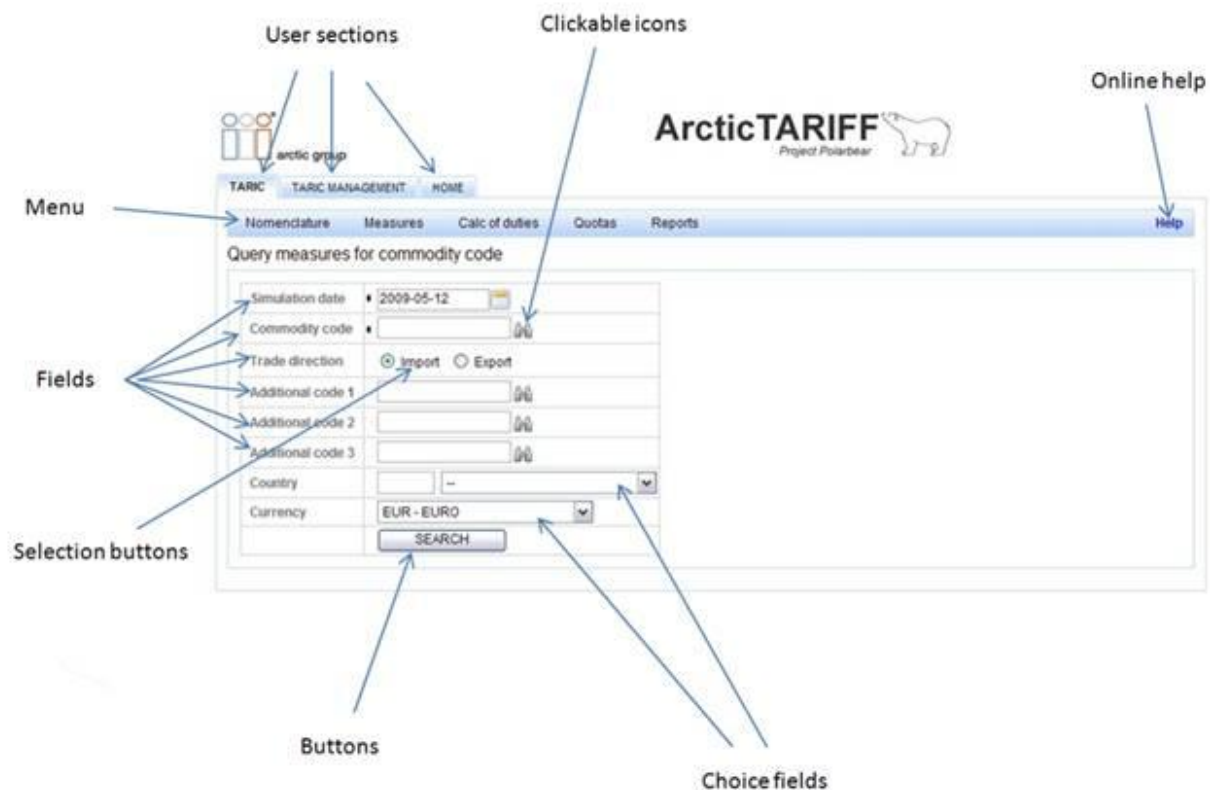 User sections
Clickable icons
Online help
arctic group
ArcticTARIFF
Project Polarbear
TARIC TARIC MANAGEMENT HOME
Menu
Nomenclature Measures Calc of duties Quotas Reports Help
Query measures for commodity code
Simulation date 2009-05-12
Commodity code
Trade direction Import Export
Fields
Additional code 1
Additional code 2
Additional code 3
Country --
Currency EUR - EURO
SEARCH
Selection buttons
Buttons
Choice fields